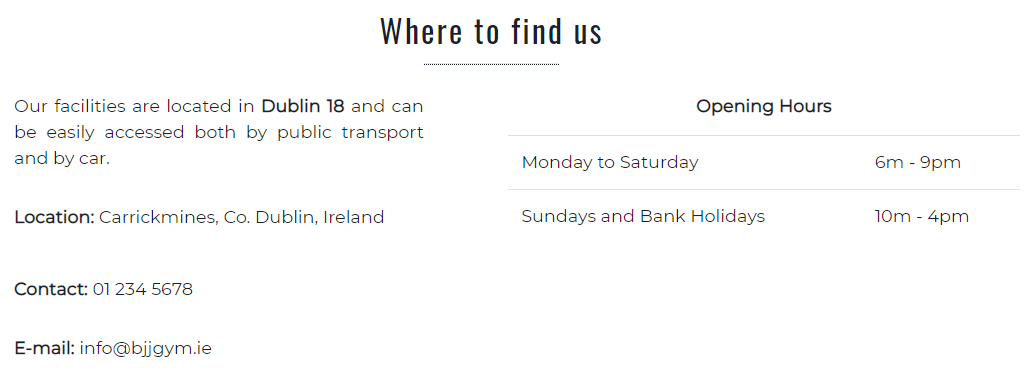 Where to find us
Our facilities are located in Dublin 18 and can
be easily accessed both by public transport
and by car.
Location: Carrickmines, Co. Dublin, Ireland
Contact: 01 234 5678
E-mail: info@bjjgym.ie
Opening Hours
Monday to Saturday 6m - 9pm
Sundays and Bank Holidays 10m - 4pm